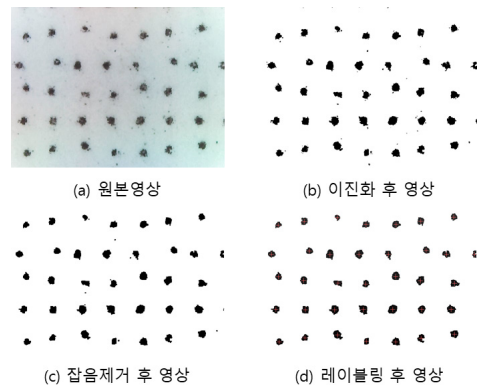 (a) 원본영상
(b) 이진화 후 영상
(c) 잡음제거 후 영상
(d) 레이블링 후 영상